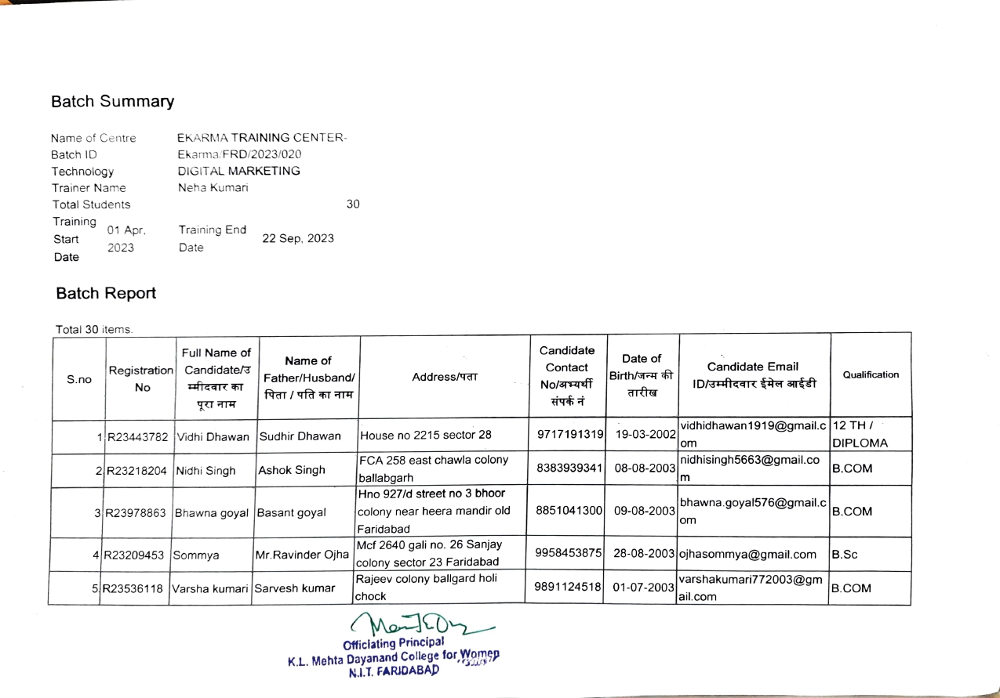 Batch Summary
Name of Centre EKARMA TRAINING CENTER-
Batch ID Ekarma/FRD/2023/020
Technology DIGITAL MARKETING
Trainer Name Neha Kumari
Total Students 30
Training Start Date 01 Apr, 2023 Training End Date 22 Sep, 2023
Batch Report
Total 30 items.
S.no Registration No Full Name of Candidate/उम्मीदवार का पूरा नाम Name of Father/Husband/पिता / पति का नाम Address/पता Candidate Contact No/अभ्यर्थी संपर्क नं Date of Birth/जन्म की तारीख Candidate Email ID/उम्मीदवार ईमेल आईडी Qualification
1 R23443782 Vidhi Dhawan Sudhir Dhawan House no 2215 sector 28 9717191319 19-03-2002 vidhidhawan1919@gmail.com 12 TH / DIPLOMA
2 R23218204 Nidhi Singh Ashok Singh FCA 258 east chawla colony ballabgarh 8383939341 08-08-2003 nidhisingh5663@gmail.com B.COM
3 R23978863 Bhawna goyal Basant goyal Hno 927/d street no 3 bhoor colony near heera mandir old Faridabad 8851041300 09-08-2003 bhawna.goyal576@gmail.com B.COM
4 R23209453 Sommya Mr.Ravinder Ojha Mcf 2640 gali no. 26 Sanjay colony sector 23 Faridabad 9958453875 28-08-2003 ojhasommya@gmail.com B.Sc
5 R23536118 Varsha kumari Sarvesh kumar Rajeev colony ballgard holi chock 9891124518 01-07-2003 varshakumari772003@gmail.com B.COM
Officiating Principal
K.L. Mehta Dayanand College for Women
N.I.T. FARIDABAD